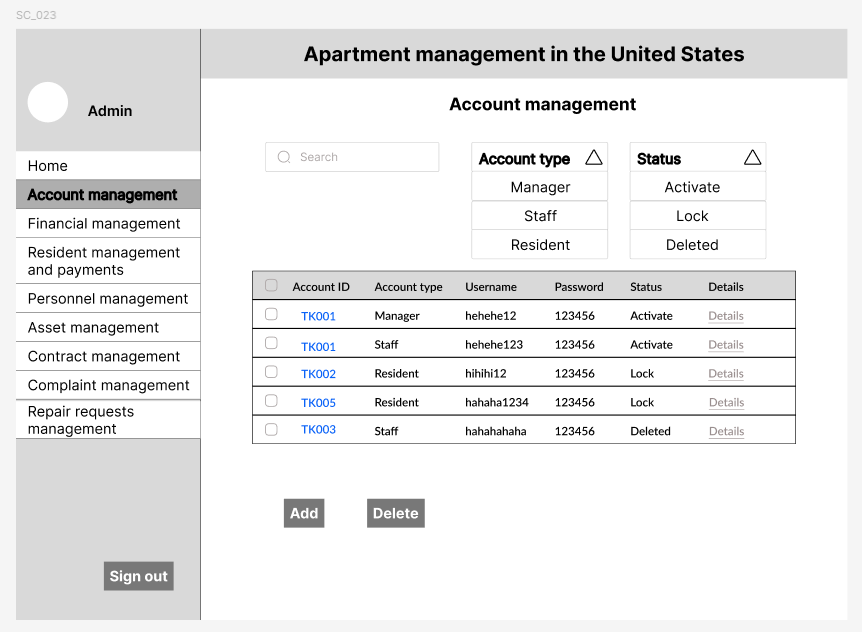 SC_023
Apartment management in the United States
Admin
Home
Account management
Financial management
Resident management
and payments
Personnel management
Asset management
Contract management
Complaint management
Repair requests
management
Sign out
Account management
Search
Account type
Manager
Staff
Resident
Status
Activate
Lock
Deleted
Account ID Account type Username Password Status Details
TK001 Manager hehehe12 123456 Activate Details
TK001 Staff hehehe123 123456 Activate Details
TK002 Resident hihihi12 123456 Lock Details
TK005 Resident hahaha1234 123456 Lock Details
TK003 Staff hahahahaha 123456 Deleted Details
Add Delete